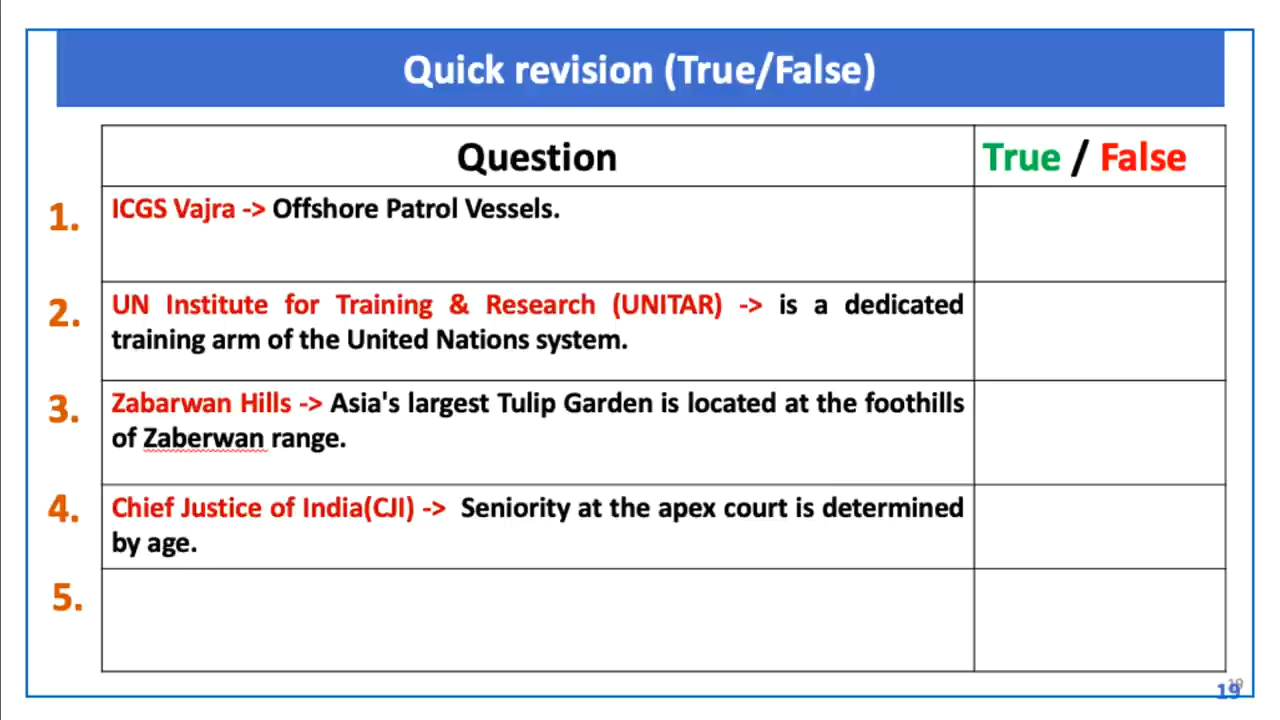 Quick revision (True/False)
Question
True / False
1.
ICGS Vajra -> Offshore Patrol Vessels.
2.
UN Institute for Training & Research (UNITAR) -> is a dedicated
training arm of the United Nations system.
3.
Zabarwan Hills -> Asia's largest Tulip Garden is located at the foothills
of Zaberwan range.
4.
Chief Justice of India(CJI) -> Seniority at the apex court is determined
by age.
5.
19
19